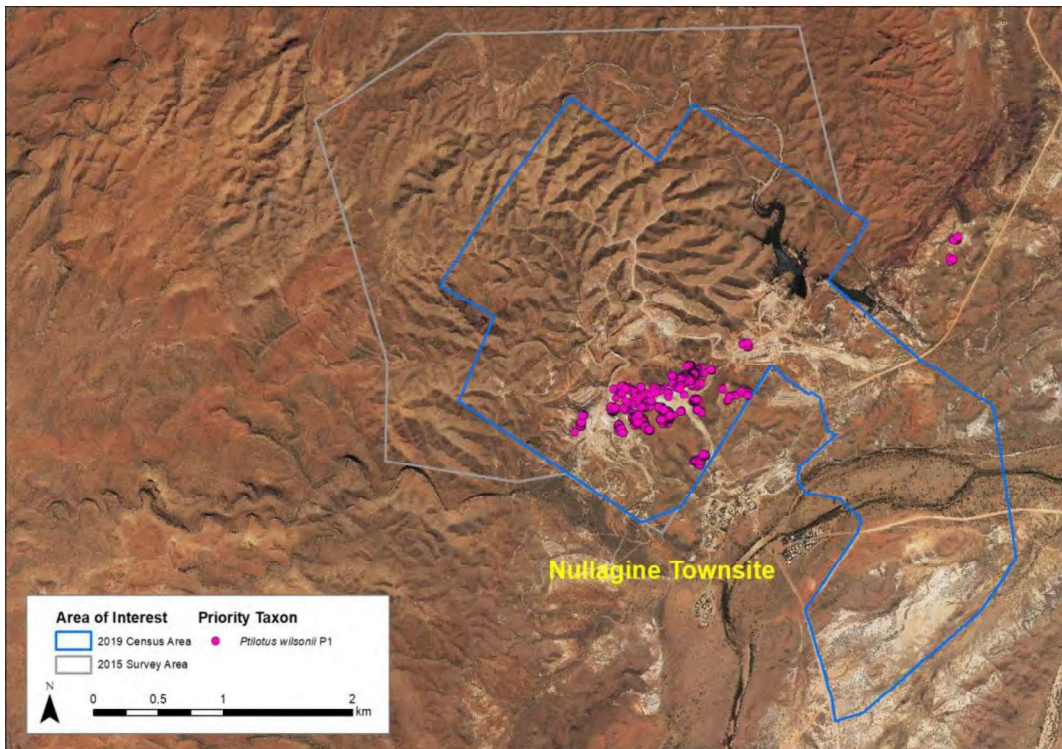 Nullagine Townsite
Area of Interest
Priority Taxon
2019 Census Area
Ptilotus wilsonii P1
2015 Survey Area
N
0 0.5 1 2
km